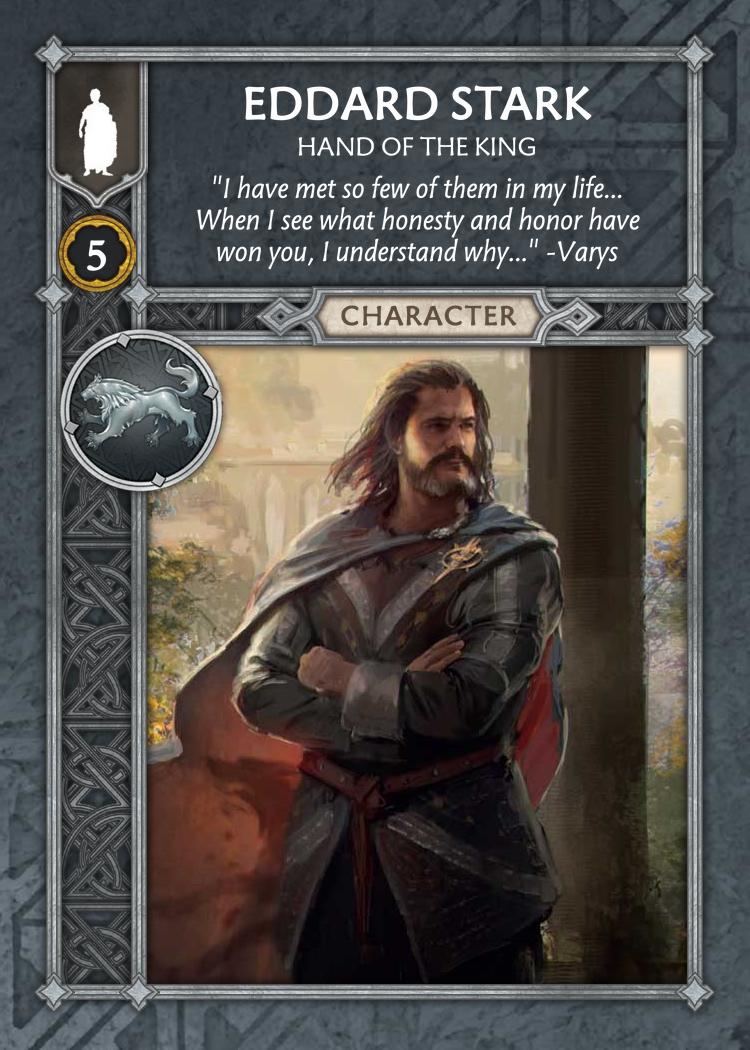 EDDARD STARK
HAND OF THE KING
"I have met so few of them in my life...
When I see what honesty and honor have
won you, I understand why..." -Varys
5
CHARACTER